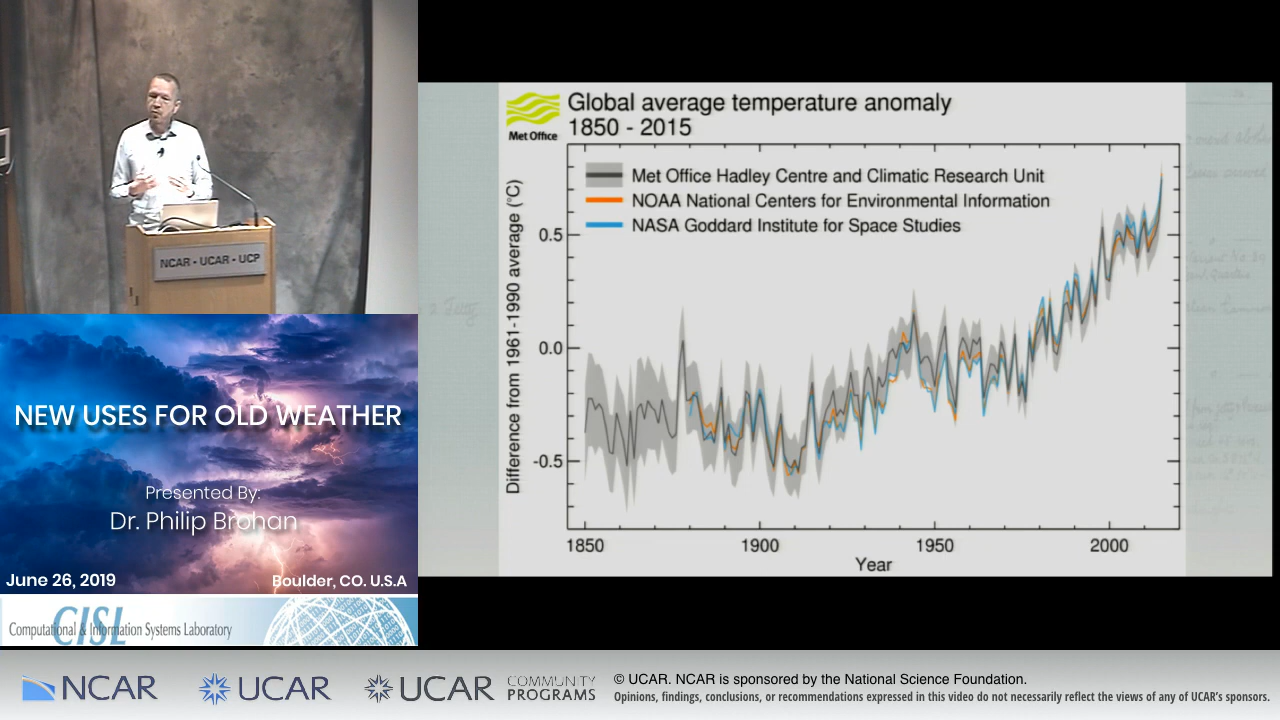 NCAR • UCAR • UCP
NEW USES FOR OLD WEATHER
Presented By:
Dr. Philip Brohan
June 26, 2019
Boulder, CO. U.S.A
CISL
Computational & Information Systems Laboratory
Met Office
Global average temperature anomaly
1850 - 2015
Met Office Hadley Centre and Climatic Research Unit
NOAA National Centers for Environmental Information
NASA Goddard Institute for Space Studies
Difference from 1961-1990 average (°C)
0.5
0.0
-0.5
1850
1900
1950
2000
Year
NCAR
UCAR
UCAR
COMMUNITY
PROGRAMS
© UCAR. NCAR is sponsored by the National Science Foundation.
Opinions, findings, conclusions, or recommendations expressed in this video do not necessarily reflect the views of any of UCAR's sponsors.